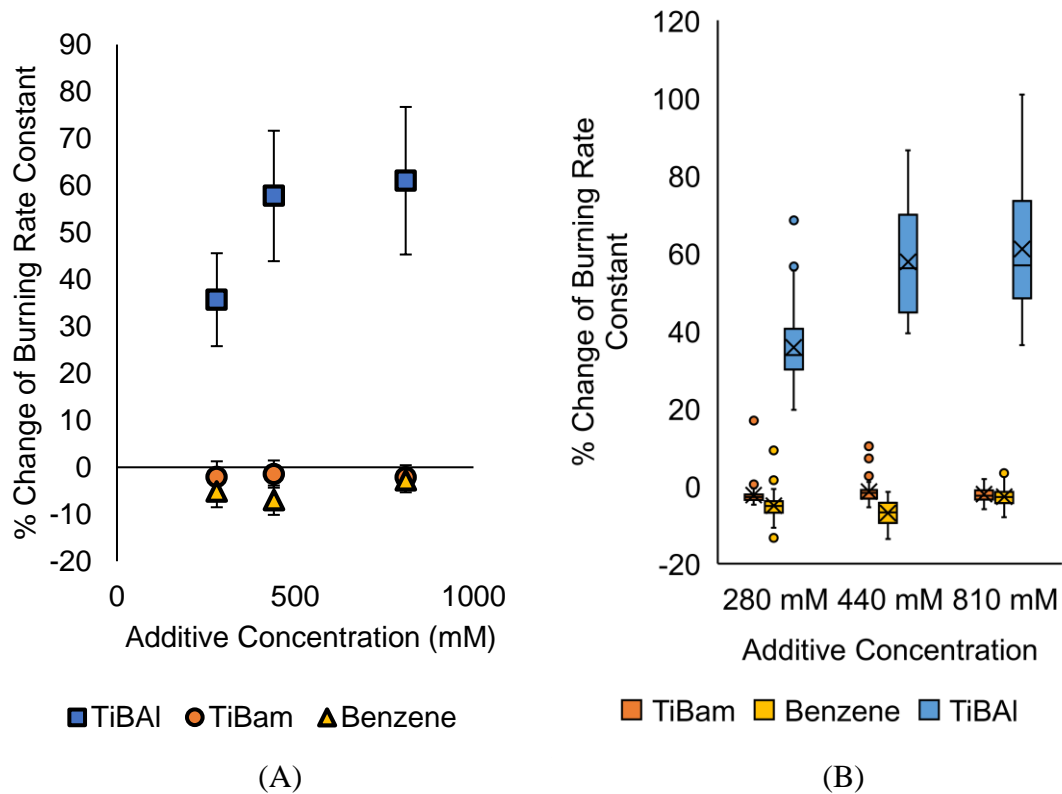 % Change of Burning Rate Constant
90
80
70
60
50
40
30
20
10
0
-10
-20
0 500 1000
Additive Concentration (mM)
TiBAl TiBam Benzene
(A)
% Change of Burning Rate
Constant
120
100
80
60
40
20
0
-20
280 mM 440 mM 810 mM
Additive Concentration
TiBam Benzene TiBAl
(B)